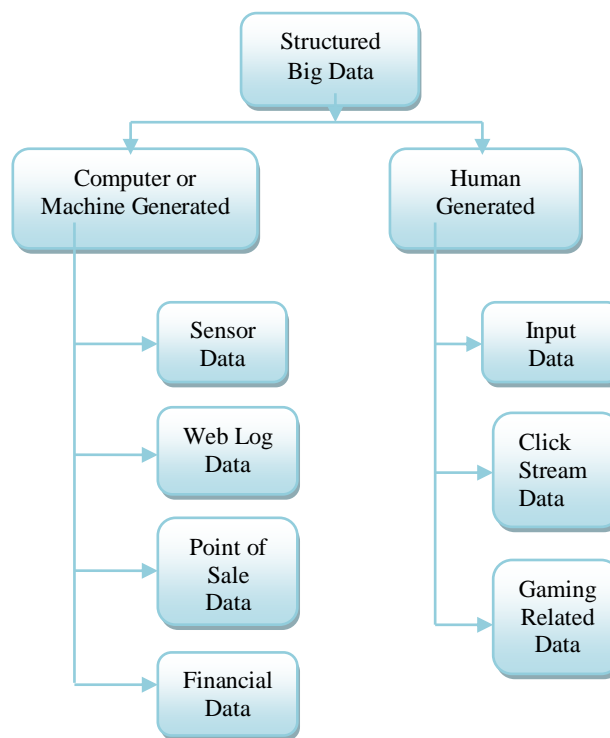 Structured
Big Data
Computer or
Machine Generated
Human
Generated
Sensor
Data
Web Log
Data
Point of
Sale
Data
Financial
Data
Input
Data
Click
Stream
Data
Gaming
Related
Data